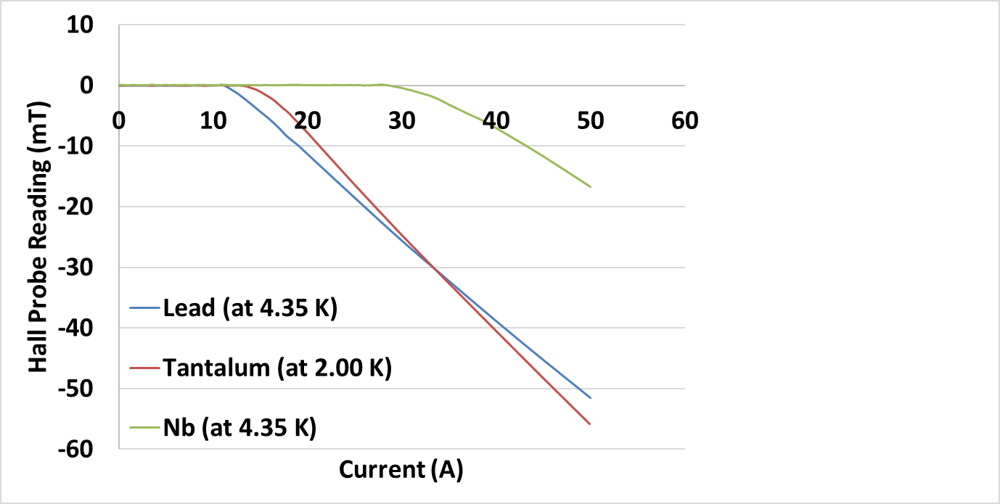 10
0
-10
-20
-30
-40
-50
-60
0 10 20 30 40 50 60
Hall Probe Reading (mT)
Current (A)
Lead (at 4.35 K)
Tantalum (at 2.00 K)
Nb (at 4.35 K)